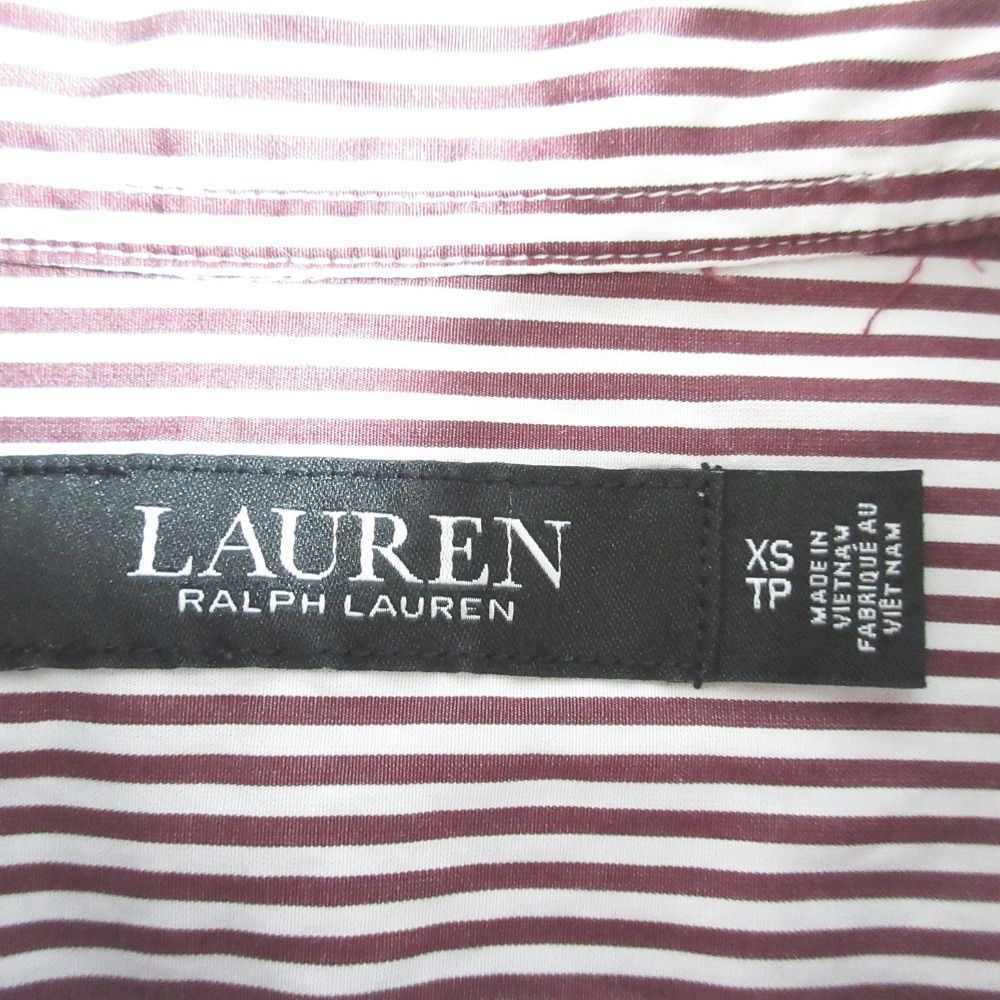 LAUREN
RALPH LAUREN
XS
TP
MADE IN
VIETNAM
FABRIQUE AU
VIÊT NAM